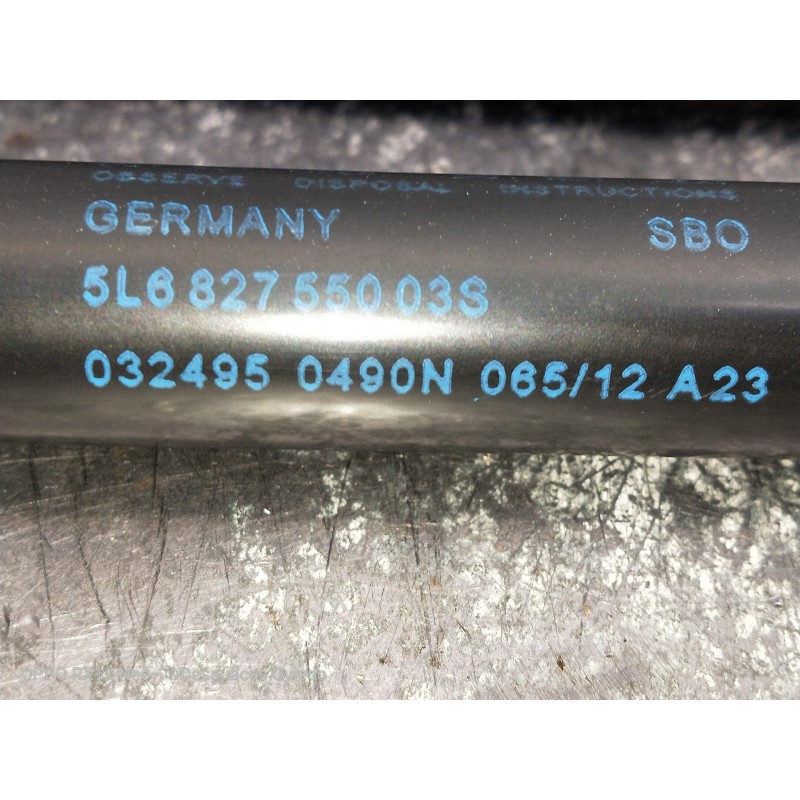 OBSERVE DISPOSAL INSTRUCTIONS
GERMANY SBO
5L6 827 550 03S
032495 0490N 065/12 A23